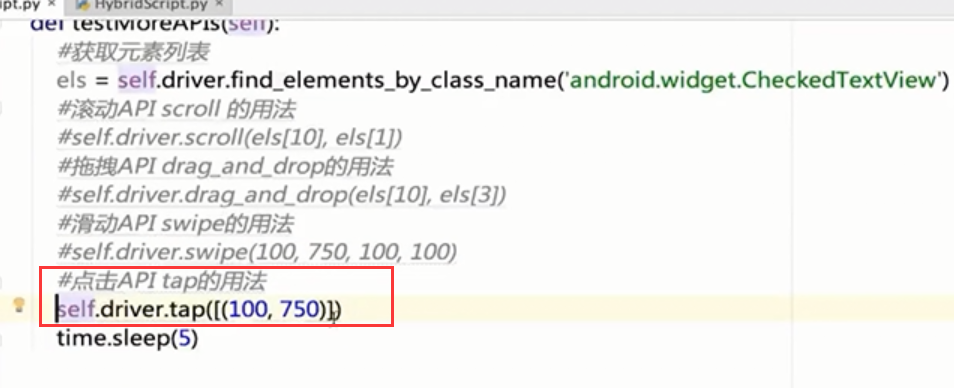 ipt.py × HybridScript.py ×
def testMoreAPIs(self):
#获取元素列表
els = self.driver.find_elements_by_class_name('android.widget.CheckedTextView')
#滚动API scroll 的用法
#self.driver.scroll(els[10], els[1])
#拖拽API drag_and_drop的用法
#self.driver.drag_and_drop(els[10], els[3])
#滑动API swipe的用法
#self.driver.swipe(100, 750, 100, 100)
#点击API tap的用法
self.driver.tap([(100, 750)])
time.sleep(5)